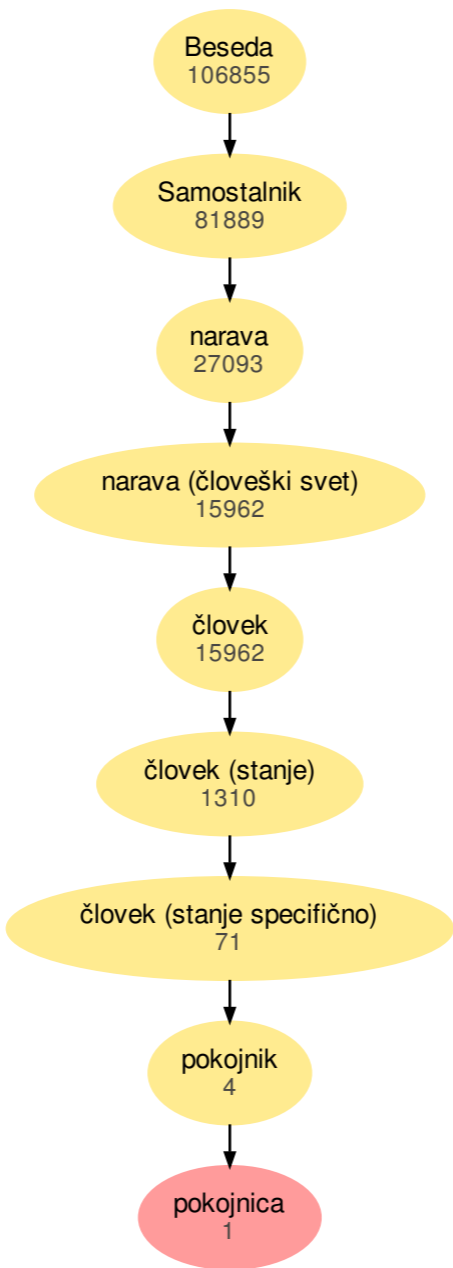 Beseda
106855
Samostalnik
81889
narava
27093
narava (človeški svet)
15962
človek
15962
človek (stanje)
1310
človek (stanje specifično)
71
pokojnik
4
pokojnica
1